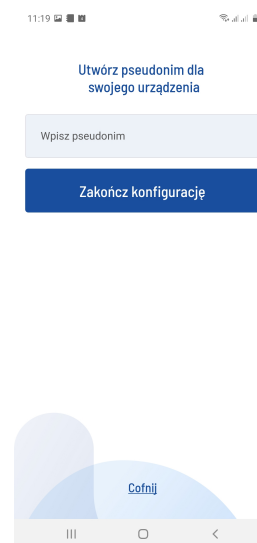 11:19
Utwórz pseudonim dla
swojego urządzenia
Wpisz pseudonim
Zakończ konfigurację
Cofnij